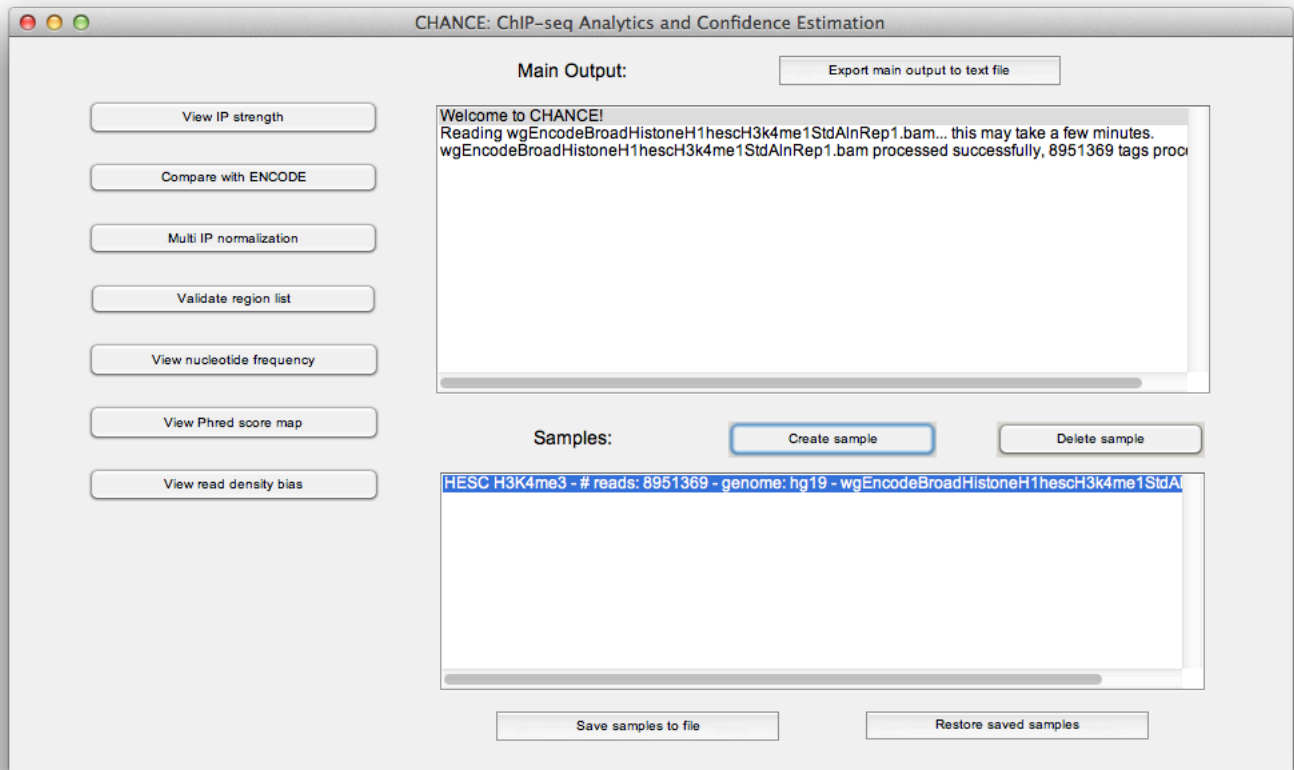 CHANCE: ChIP-seq Analytics and Confidence Estimation
Main Output:
Export main output to text file
Welcome to CHANCE!
Reading wgEncodeBroadHistoneH1hescH3k4me1StdAlnRep1.bam... this may take a few minutes.
wgEncodeBroadHistoneH1hescH3k4me1StdAlnRep1.bam processed successfully, 8951369 tags proc
View IP strength
Compare with ENCODE
Multi IP normalization
Validate region list
View nucleotide frequency
View Phred score map
View read density bias
Samples:
Create sample
Delete sample
HESC H3K4me3 - # reads: 8951369 - genome: hg19 - wgEncodeBroadHistoneH1hescH3k4me1StdAl
Save samples to file
Restore saved samples